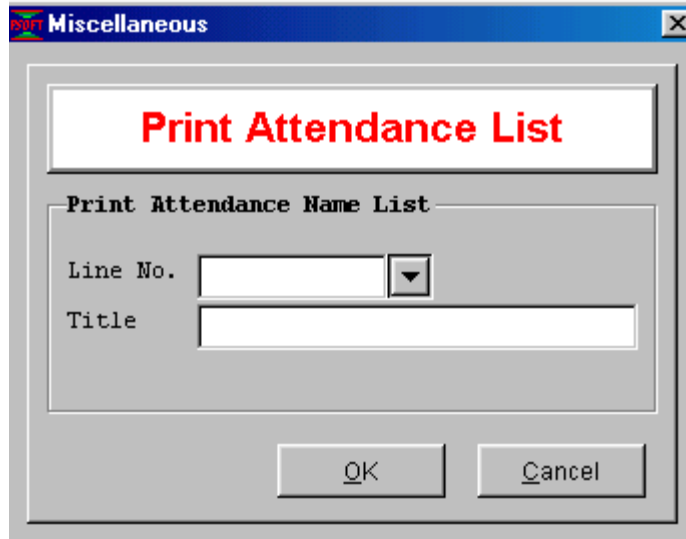 Miscellaneous
Print Attendance List
Print Attendance Name List
Line No.
Title
OK Cancel